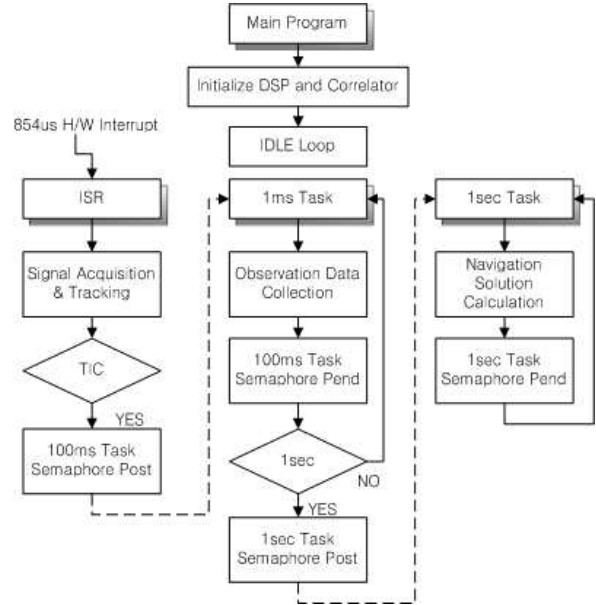 Main Program
Initialize DSP and Correlator
IDLE Loop
854us H/W Interrupt
ISR
Signal Acquisition
& Tracking
TIC
YES
100ms Task
Semaphore Post
1ms Task
Observation Data
Collection
100ms Task
Semaphore Pend
1sec
NO
YES
1sec Task
Semaphore Post
1sec Task
Navigation
Solution
Calculation
1sec Task
Semaphore Pend